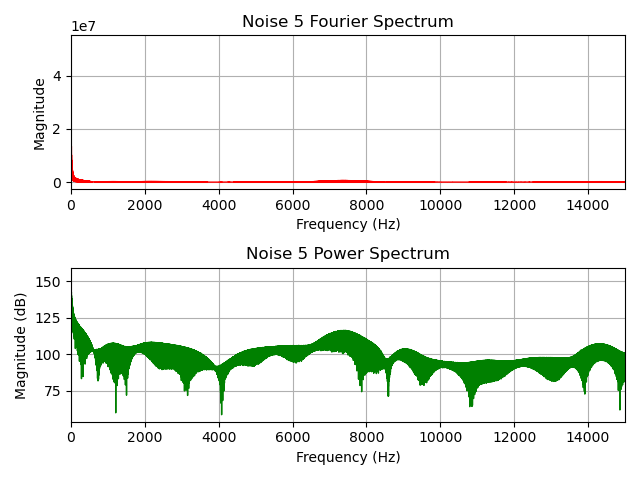 Noise 5 Fourier Spectrum
1e7
4
2
0
Magnitude
0 2000 4000 6000 8000 10000 12000 14000
Frequency (Hz)
Noise 5 Power Spectrum
150
125
100
75
Magnitude (dB)
0 2000 4000 6000 8000 10000 12000 14000
Frequency (Hz)